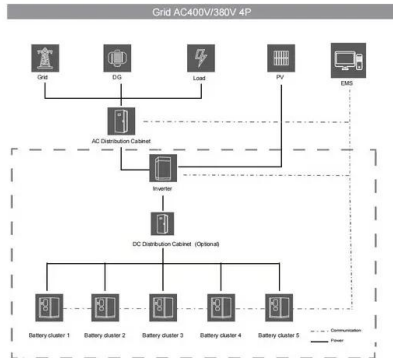 Grid AC400V/380V 4P
Grid
DG
Load
PV
EMS
AC Distribution Cabinet
Inverter
DC Distribution Cabinet (Optional)
Battery cluster 1
Battery cluster 2
Battery cluster 3
Battery cluster 4
Battery cluster 5
Communication
Power